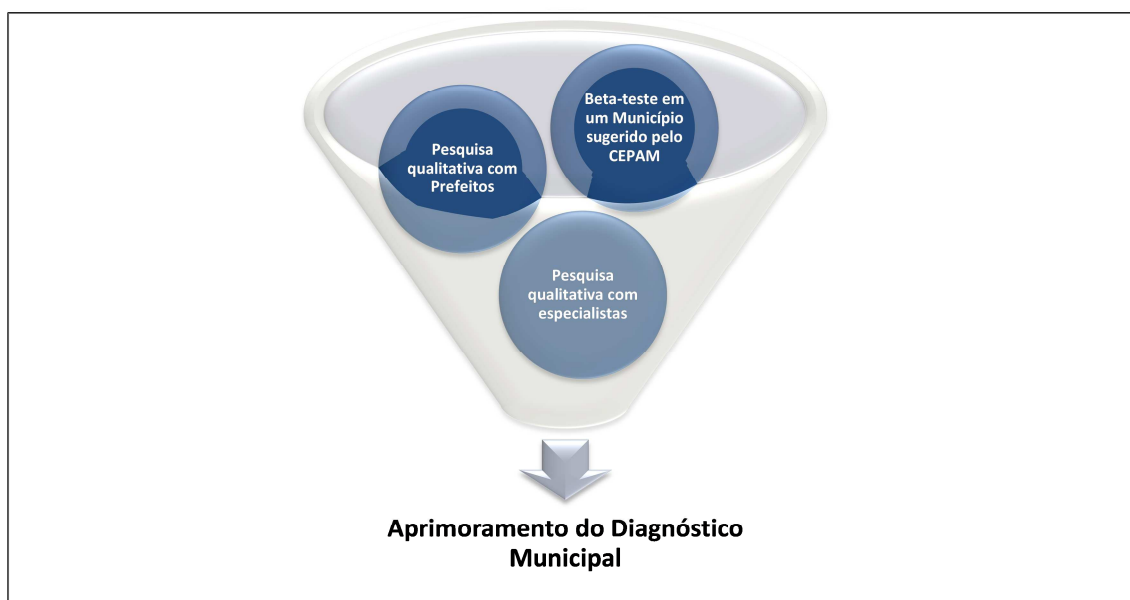 Pesquisa
qualitativa com
Prefeitos
Beta-teste em
um Município
sugerido pelo
CEPAM
Pesquisa
qualitativa com
especialistas
Aprimoramento do Diagnóstico
Municipal